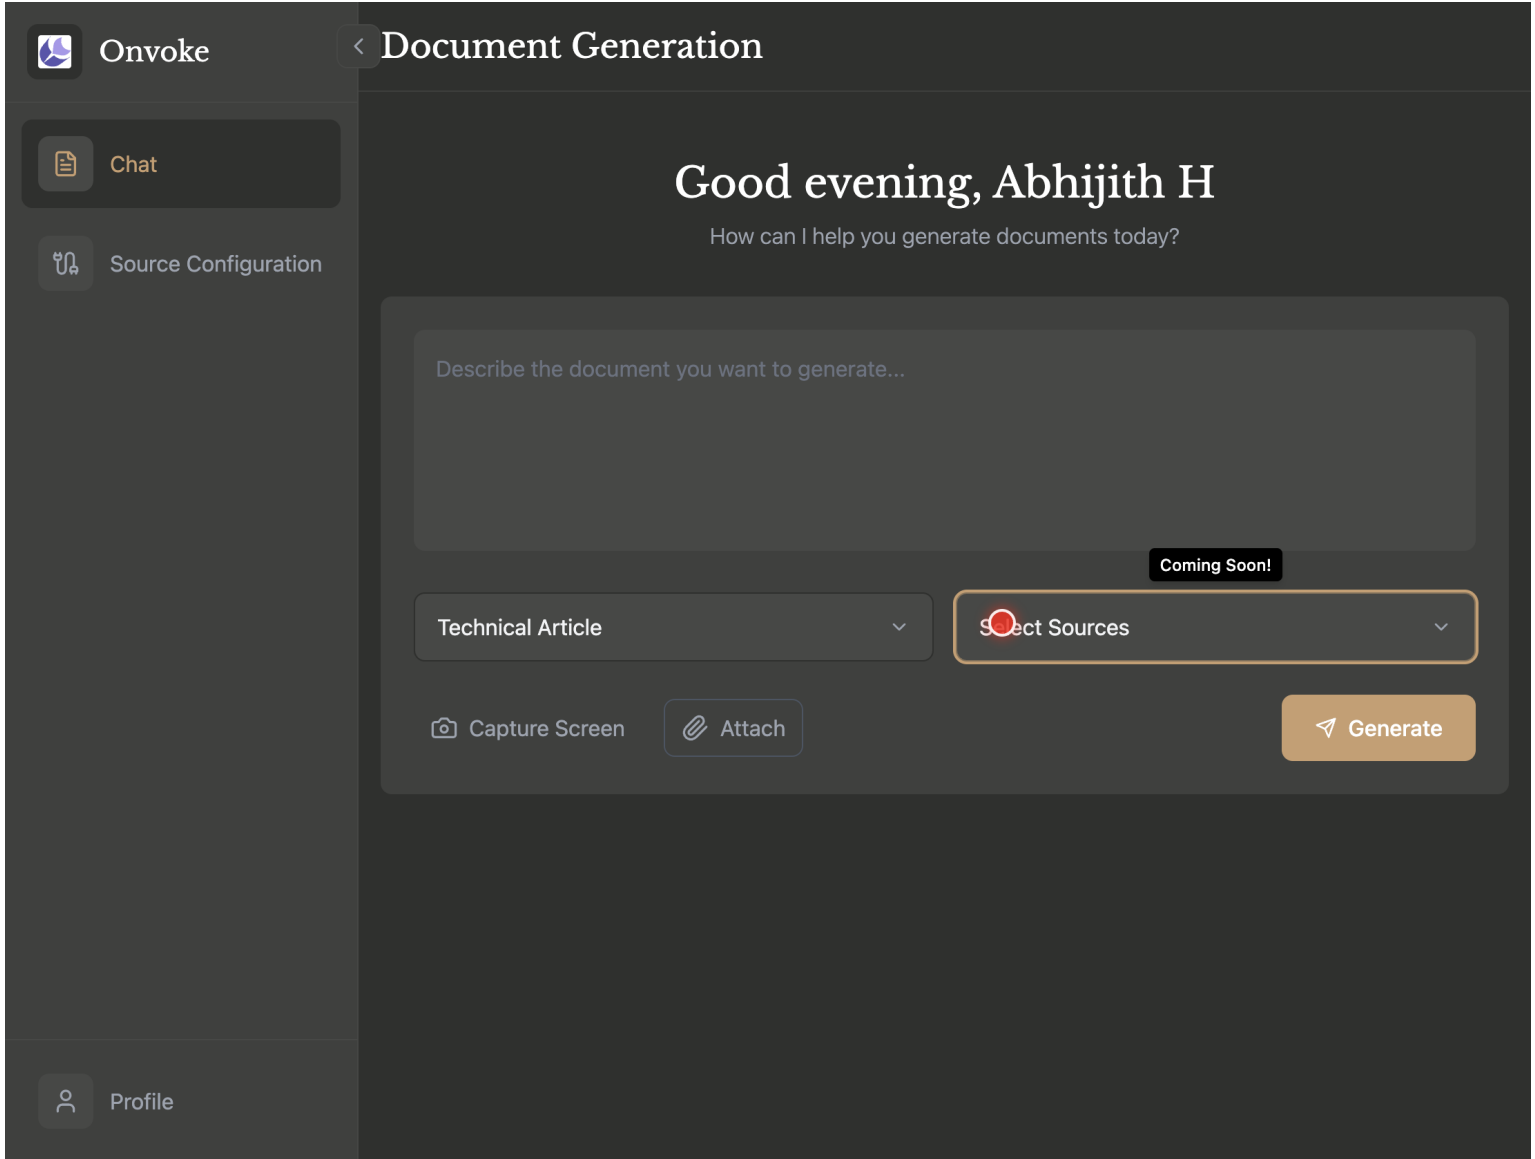 Onvoke
Document Generation
Chat
Source Configuration
Good evening, Abhijith H
How can I help you generate documents today?
Describe the document you want to generate...
Coming Soon!
Technical Article
Select Sources
Capture Screen
Attach
Generate
Profile